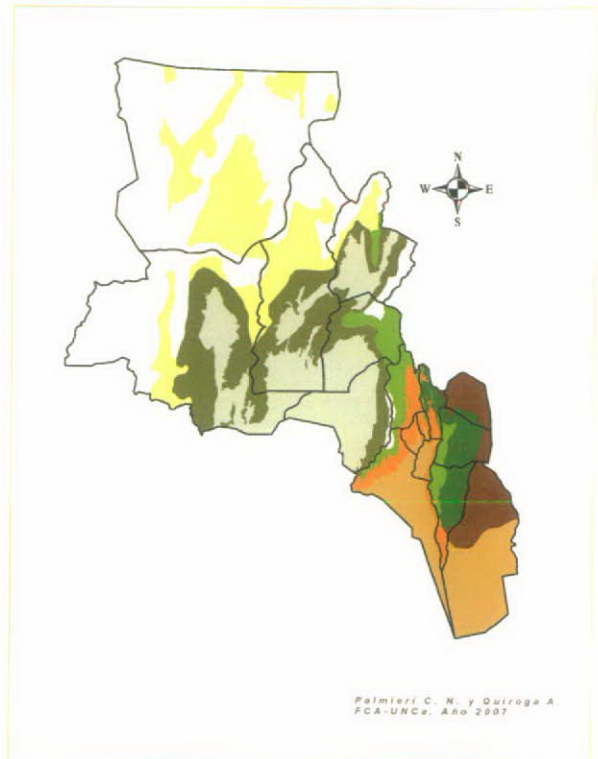 N
W E
S
Palmieri C. N. y Quiroga A.
FCA-UNCa. Año 2007